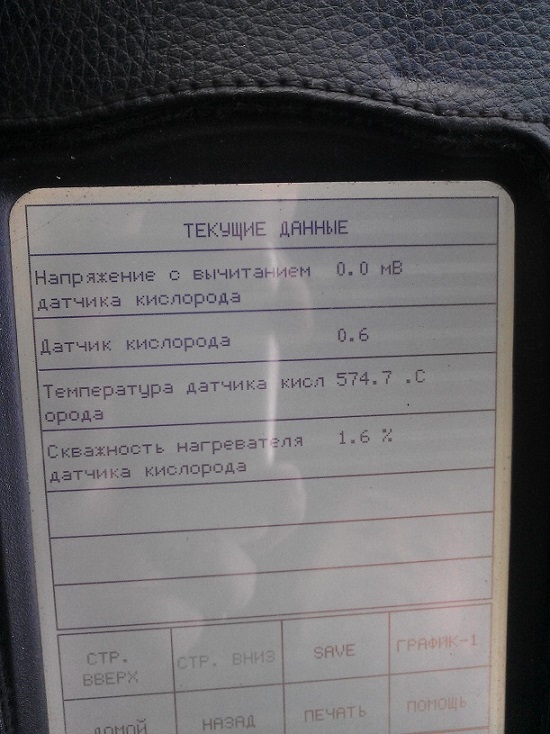 ТЕКУЩИЕ ДАННЫЕ
Напряжение с вычитанием 0.0 мВ
датчика кислорода
Датчик кислорода 0.6
Температура датчика кисл 574.7 .С
орода
Скважность нагревателя 1.6 %
датчика кислорода
СТР. ВВЕРХ
СТР. ВНИЗ
SAVE
ГРАФИК-1
ДОМОЙ
НАЗАД
ПЕЧАТЬ
ПОМОЩЬ